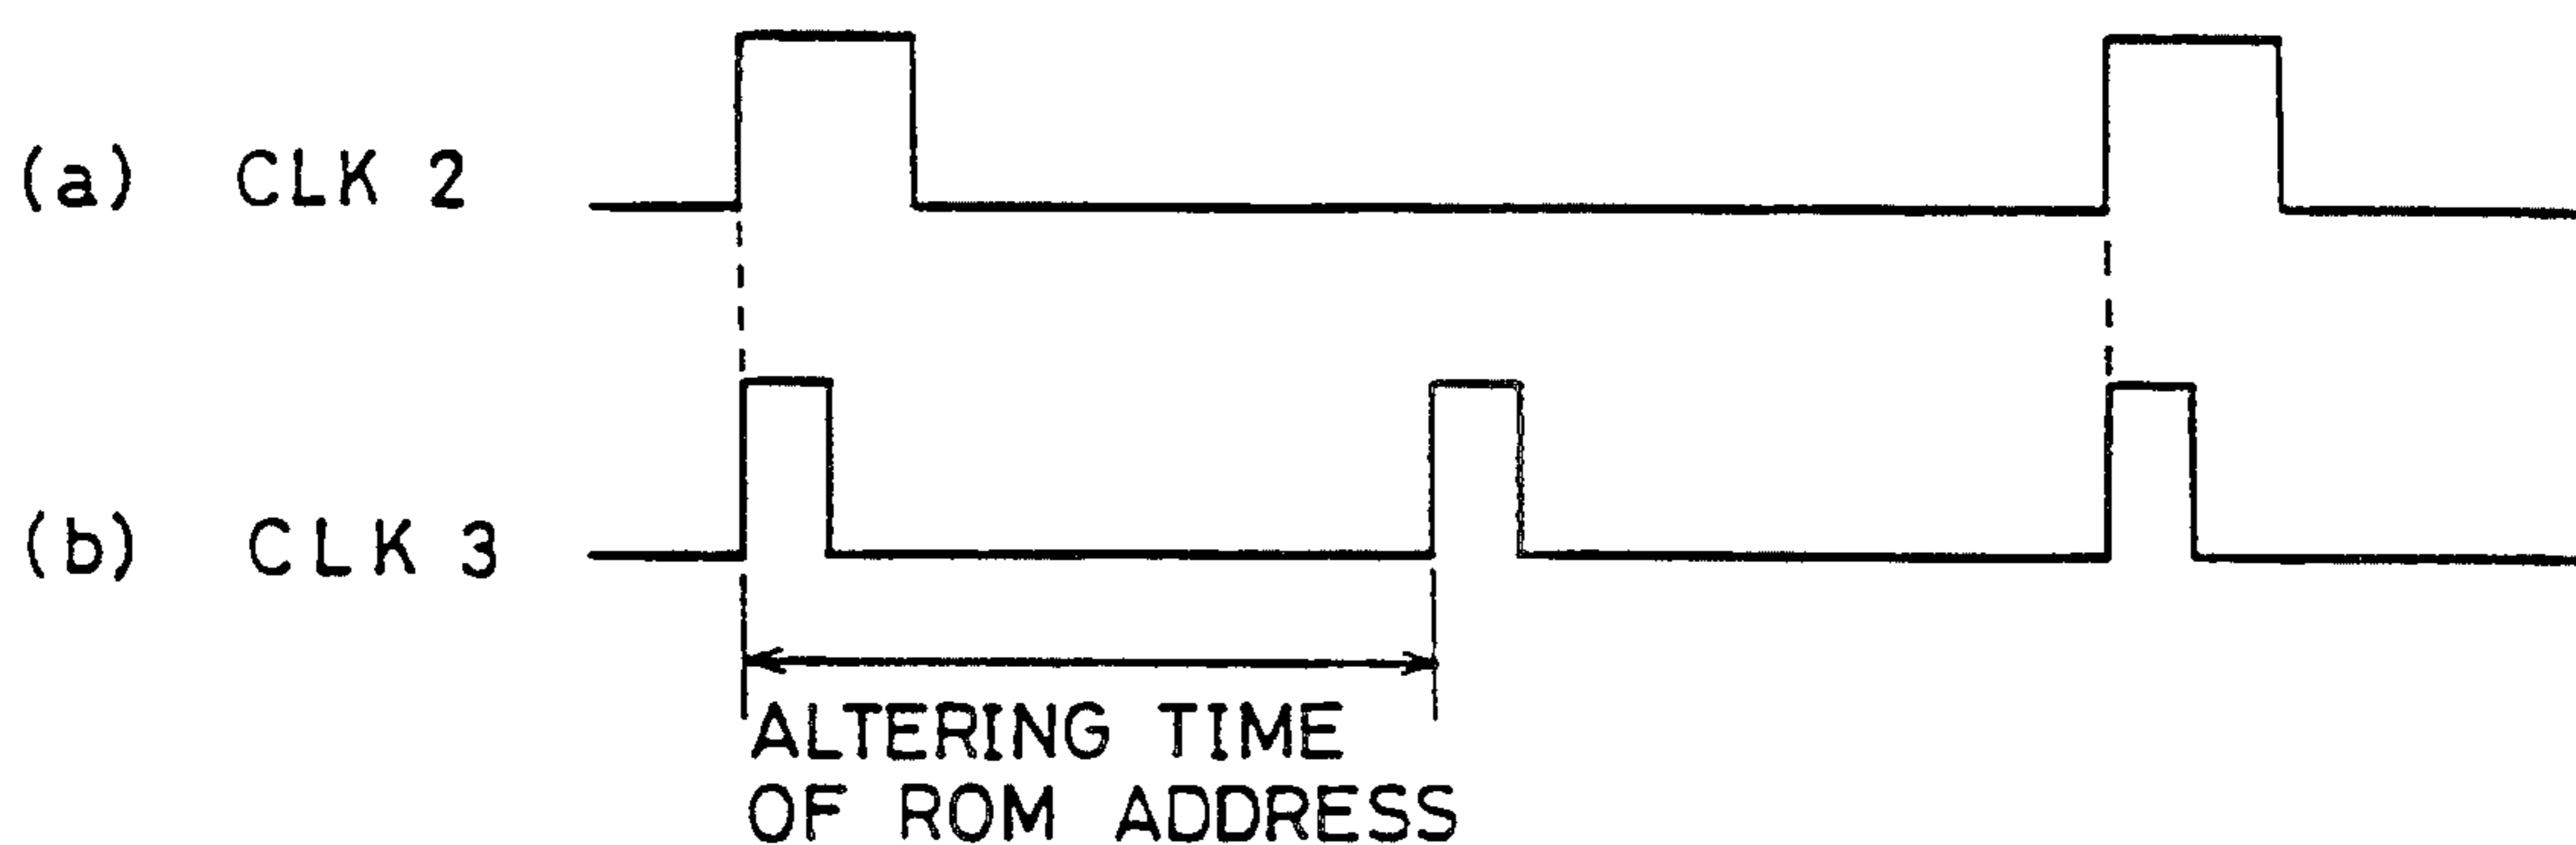 (a) CLK 2
(b) CLK 3
ALTERING TIME
OF ROM ADDRESS